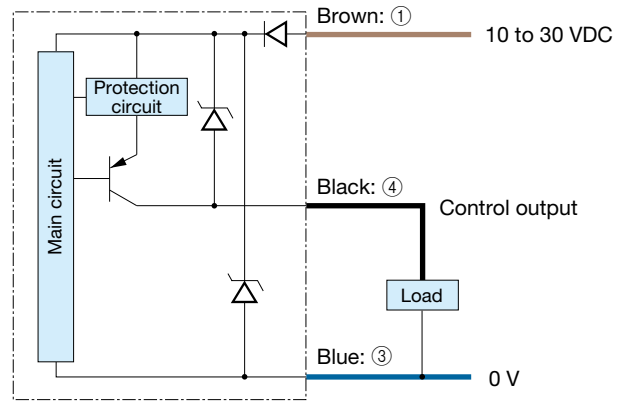 Brown: ①
10 to 30 VDC
Protection
circuit
Main circuit
Black: ④
Control output
Load
Blue: ③
0 V